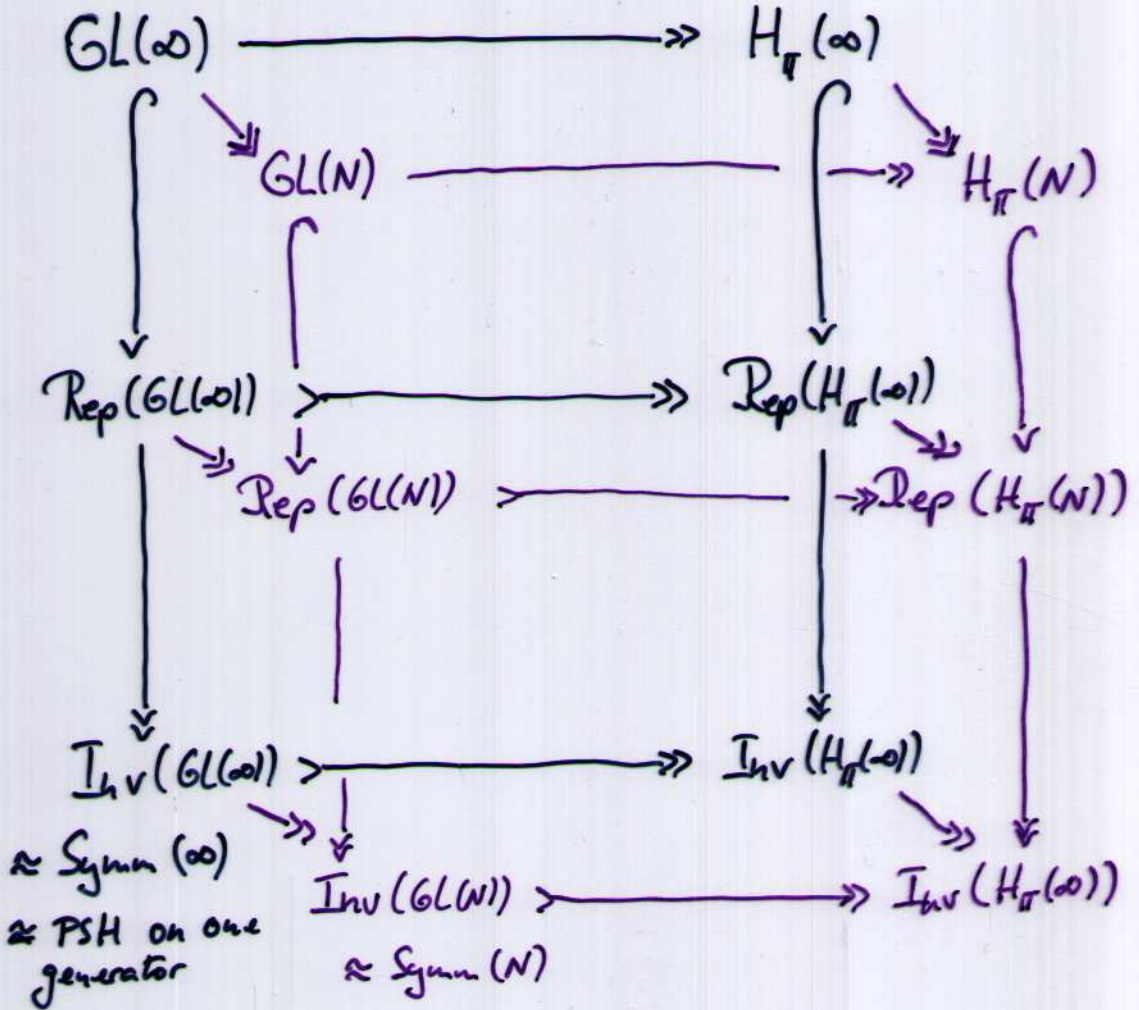 GL(∞) H_π(∞)
GL(N) H_π(N)
Rep(GL(∞)) Rep(H_π(∞))
Rep(GL(N)) Rep(H_π(N))
Inv(GL(∞)) Inv(H_π(∞))
≈ Symm(∞)
Inv(GL(N)) Inv(H_π(∞))
≈ PSH on one
generator
≈ Symm(N)